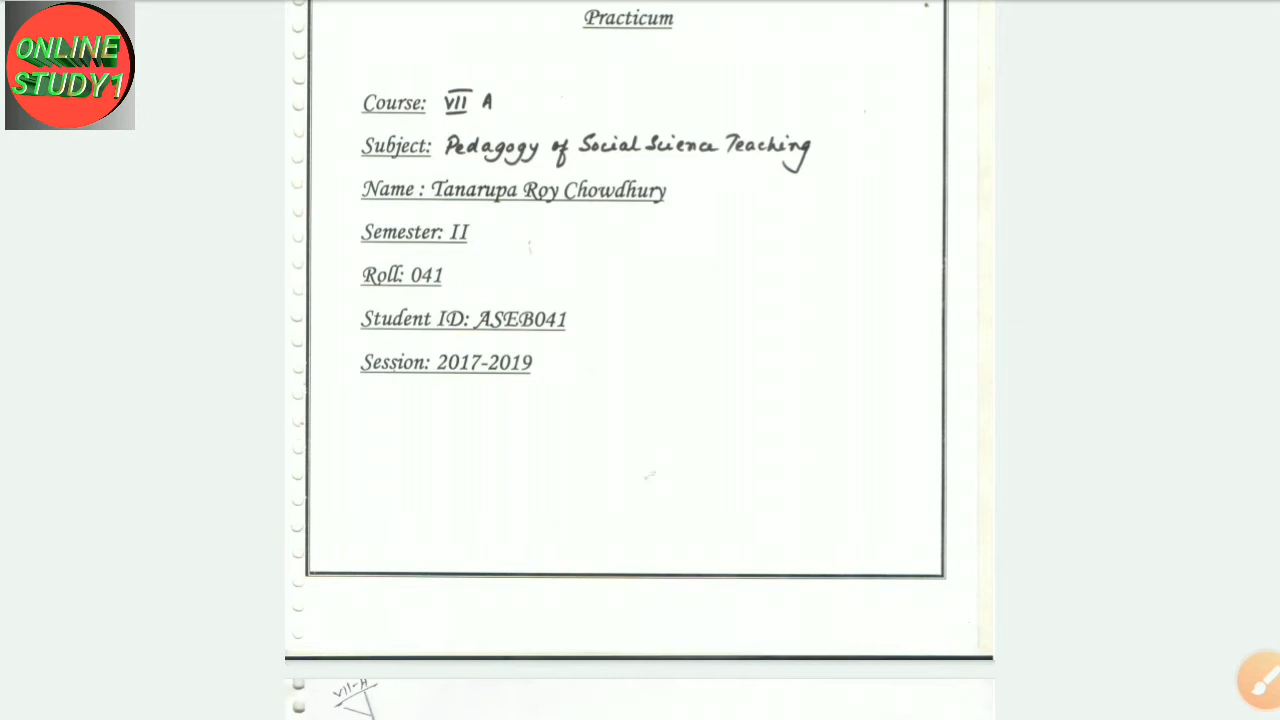 ONLINE
STUDY1
Practicum
Course: VII A
Subject: Pedagogy of Social Science Teaching
Name : Tanarupa Roy Chowdhury
Semester: II
Roll: 041
Student ID: ASEB041
Session: 2017-2019
VII-A